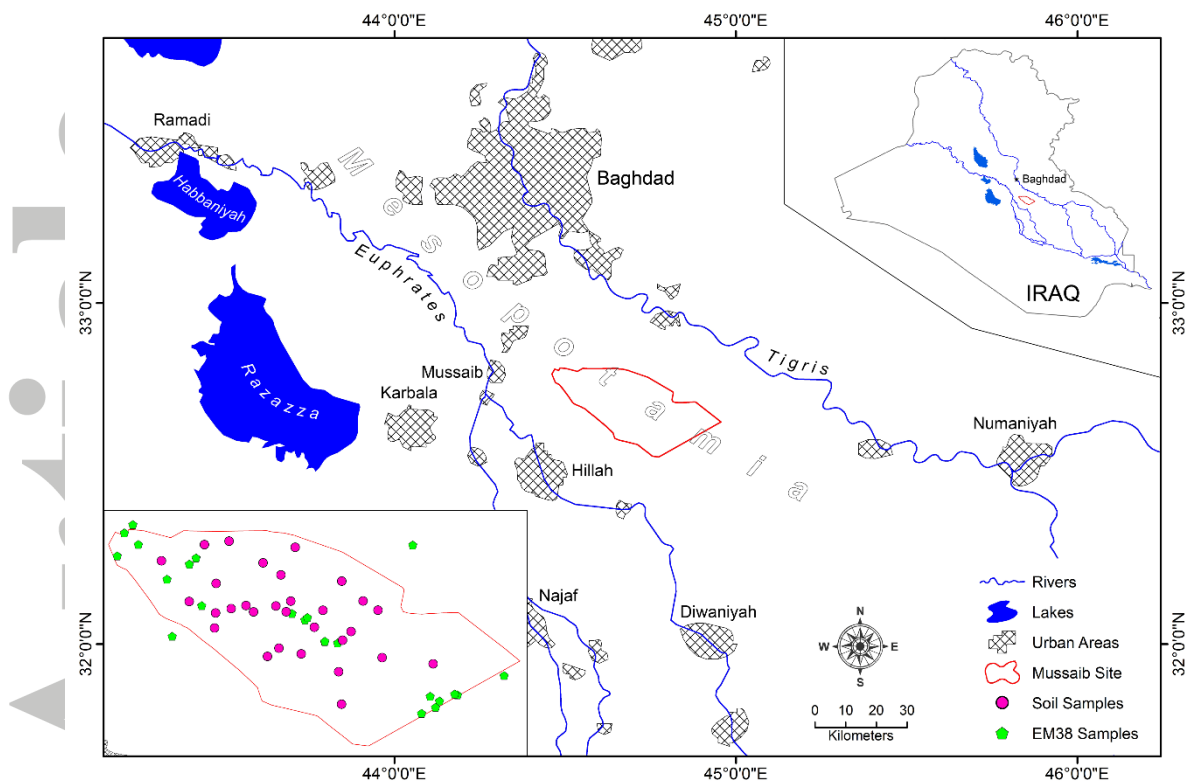 44°0'0"E
45°0'0"E
46°0'0"E
Ramadi
Habbaniyah
Baghdad
Mesopotamia
Euphrates
Baghdad
IRAQ
33°0'0"N
33°0'0"N
Razazza
Mussaib
Karbala
Tigris
Hillah
Numaniyah
Najaf
Diwaniyah
32°0'0"N
32°0'0"N
N
W
E
S
0 10 20 30
Kilometers
Rivers
Lakes
Urban Areas
Mussaib Site
Soil Samples
EM38 Samples
44°0'0"E
45°0'0"E
46°0'0"E